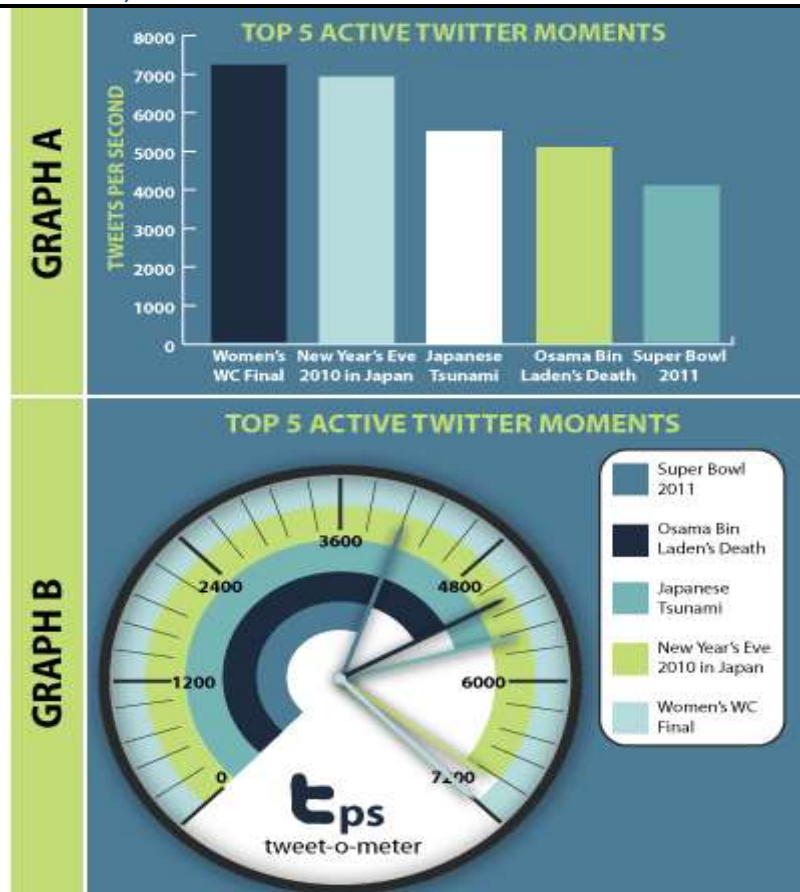 GRAPH A
TOP 5 ACTIVE TWITTER MOMENTS
TWEETS PER SECOND
8000
7000
6000
5000
4000
3000
2000
1000
0
Women's WC Final
New Year's Eve 2010 in Japan
Japanese Tsunami
Osama Bin Laden's Death
Super Bowl 2011
GRAPH B
TOP 5 ACTIVE TWITTER MOMENTS
0
1200
2400
3600
4800
6000
7200
tps
tweet-o-meter
Super Bowl
2011
Osama Bin
Laden's Death
Japanese
Tsunami
New Year's Eve
2010 in Japan
Women's WC
Final